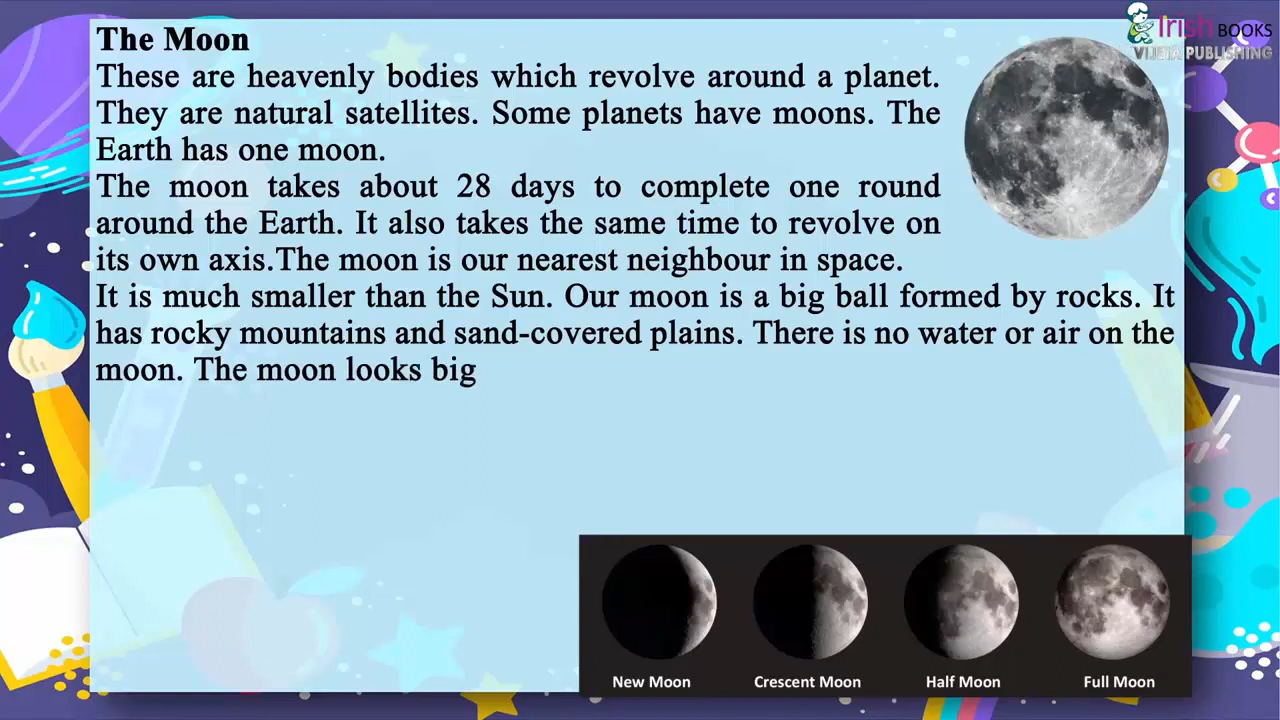 Irish BOOKS
VIJETA PUBLISHING
The Moon
These are heavenly bodies which revolve around a planet.
They are natural satellites. Some planets have moons. The
Earth has one moon.
The moon takes about 28 days to complete one round
around the Earth. It also takes the same time to revolve on
its own axis.The moon is our nearest neighbour in space.
It is much smaller than the Sun. Our moon is a big ball formed by rocks. It
has rocky mountains and sand-covered plains. There is no water or air on the
moon. The moon looks big
New Moon
Crescent Moon
Half Moon
Full Moon